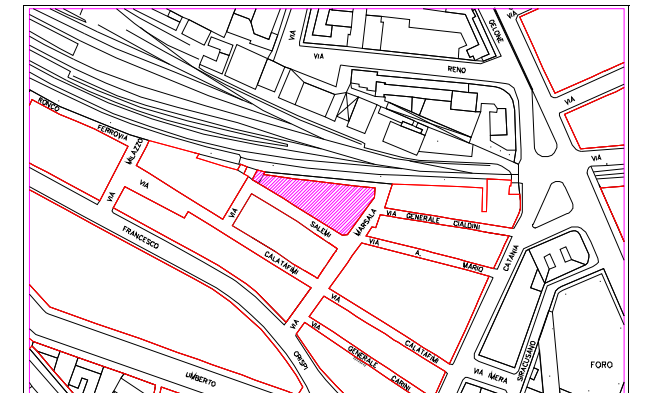 VIA
GELONE
VIA
RENO
VIA
RONCO
FERROVIA
MILAZZO
VIA
VIA
VIA
VIA
SALEMI
MARSALA
VIA GENERALE CIALDINI
VIA A. MARIO
CATANIA
FRANCESCO
CALATAFIMI
VIA
VIA
VIA
CALATAFIMI
GENERALE
CARINI
CRISPI
UMBERTO
VIA IMERA
SIRACUSANO
FORO